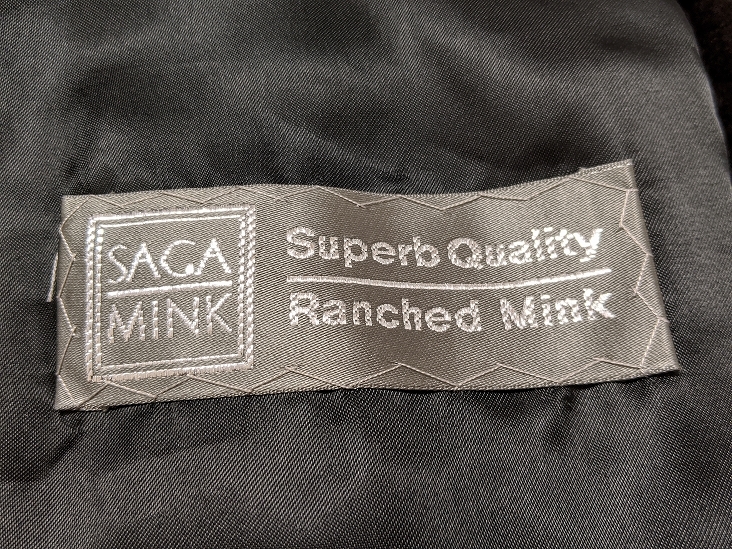 SAGA
MINK
Superb Quality
Ranched Mink